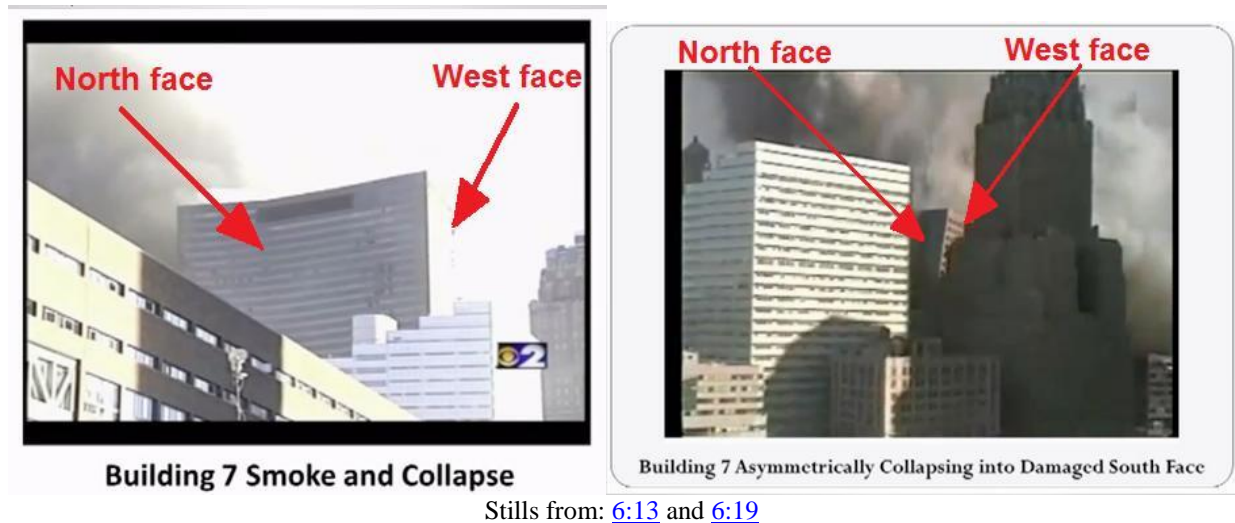 North face
West face
2
Building 7 Smoke and Collapse
North face
West face
Building 7 Asymmetrically Collapsing into Damaged South Face
Stills from: 6:13 and 6:19